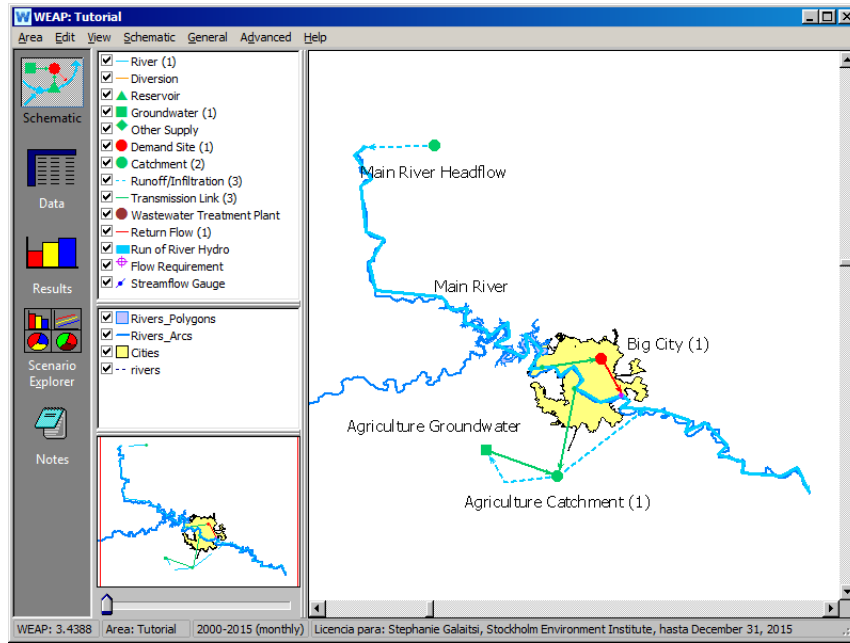 WEAP: Tutorial
Area Edit View Schematic General Advanced Help
Schematic
Data
Results
Scenario
Explorer
Notes
River (1)
Diversion
Reservoir
Groundwater (1)
Other Supply
Demand Site (1)
Catchment (2)
Runoff/Infiltration (3)
Transmission Link (3)
Wastewater Treatment Plant
Return Flow (1)
Run of River Hydro
Flow Requirement
Streamflow Gauge
Rivers_Polygons
Rivers_Arcs
Cities
rivers
Main River Headflow
Main River
Big City (1)
Agriculture Groundwater
Agriculture Catchment (1)
WEAP: 3.4388 Area: Tutorial 2000-2015 (monthly) Licencia para: Stephanie Galaitsi, Stockholm Environment Institute, hasta December 31, 2015